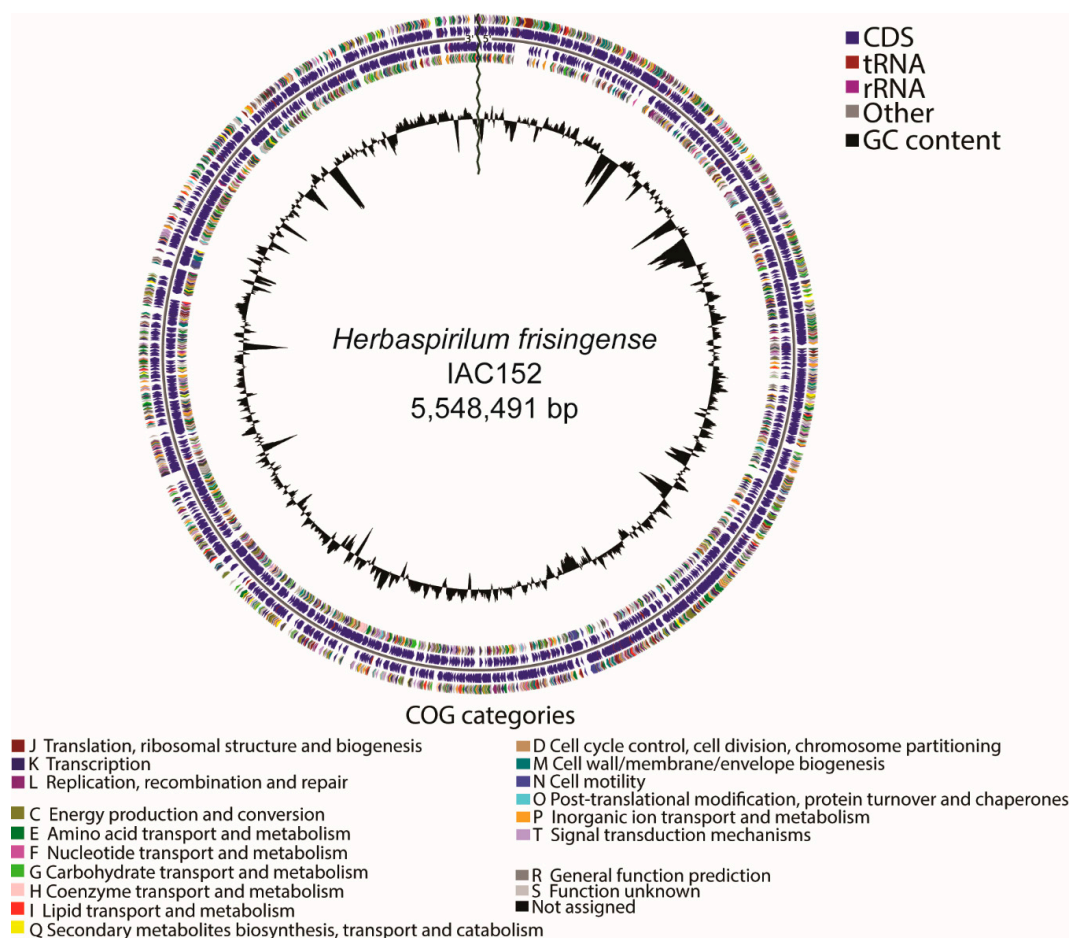 3' 5'
CDS
tRNA
rRNA
Other
GC content
Herbaspirilum frisingense
IAC152
5,548,491 bp
COG categories
J Translation, ribosomal structure and biogenesis
K Transcription
L Replication, recombination and repair
C Energy production and conversion
E Amino acid transport and metabolism
F Nucleotide transport and metabolism
G Carbohydrate transport and metabolism
H Coenzyme transport and metabolism
I Lipid transport and metabolism
Q Secondary metabolites biosynthesis, transport and catabolism
D Cell cycle control, cell division, chromosome partitioning
M Cell wall/membrane/envelope biogenesis
N Cell motility
O Post-translational modification, protein turnover and chaperones
P Inorganic ion transport and metabolism
T Signal transduction mechanisms
R General function prediction
S Function unknown
Not assigned